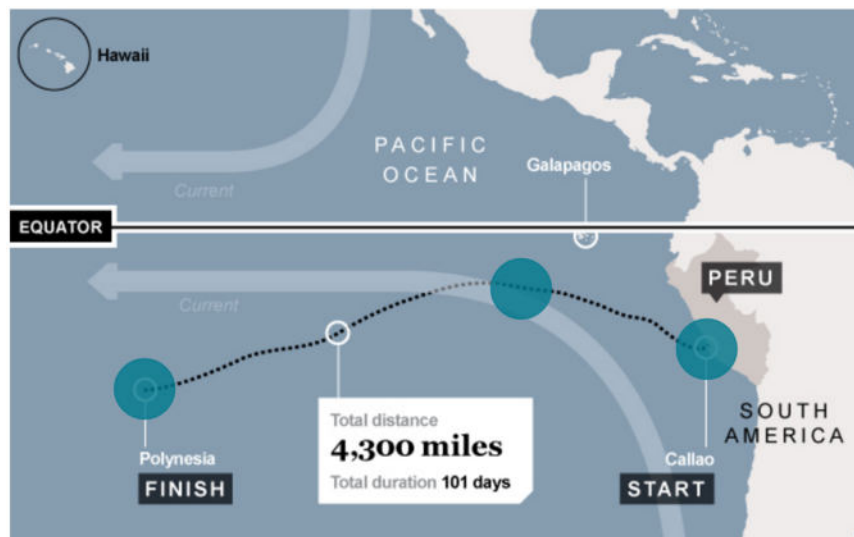 Hawaii
PACIFIC
OCEAN
Galapagos
Current
EQUATOR
PERU
Current
Total distance
4,300 miles
Total duration 101 days
SOUTH
AMERICA
Polynesia
FINISH
Callao
START